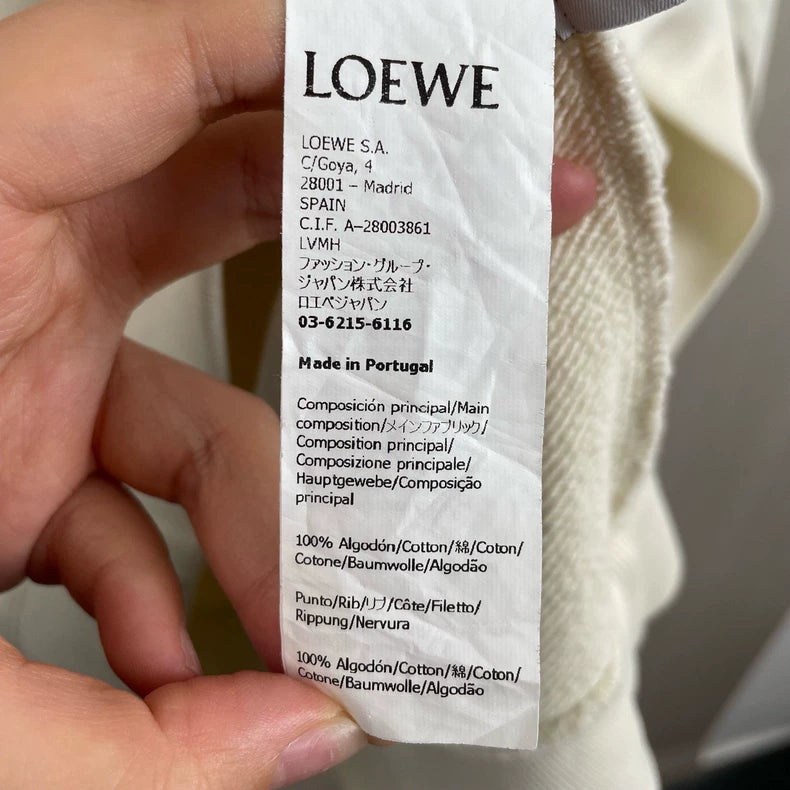 LOEWE
LOEWE S.A.
C/Goya, 4
28001 – Madrid
SPAIN
C.I.F. A–28003861
LVMH
ファッション・グループ・
ジャパン株式会社
ロエベジャパン
03-6215-6116
Made in Portugal
Composición principal/Main
composition/メインファブリック/
Composition principal/
Composizione principale/
Hauptgewebe/Composição
principal
100% Algodón/Cotton/綿/Coton/
Cotone/Baumwolle/Algodão
Punto/Rib/リブ/Côte/Filetto/
Rippung/Nervura
100% Algodón/Cotton/綿/Coton/
Cotone/Baumwolle/Algodão